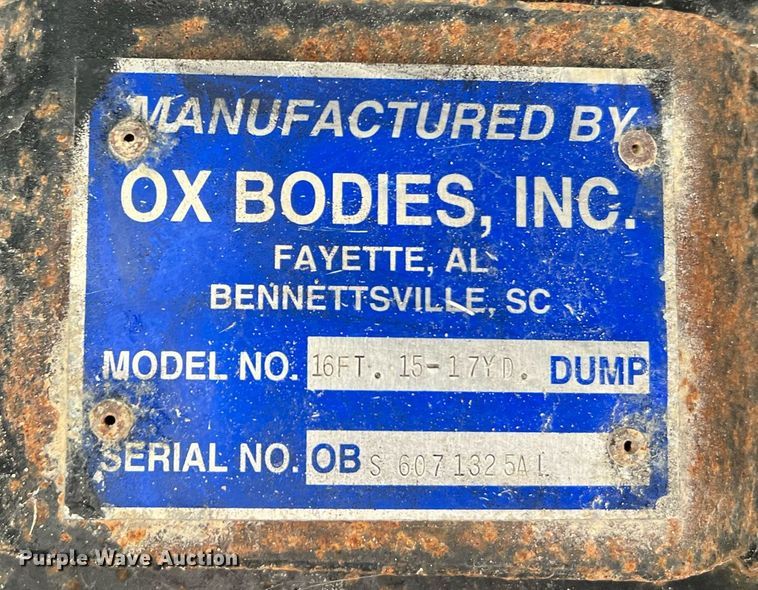 MANUFACTURED BY
OX BODIES, INC.
FAYETTE, AL
BENNETTSVILLE, SC
MODEL NO. 16FT. 15-17YD. DUMP
SERIAL NO. OB S 6071325AL
Purple Wave Auction